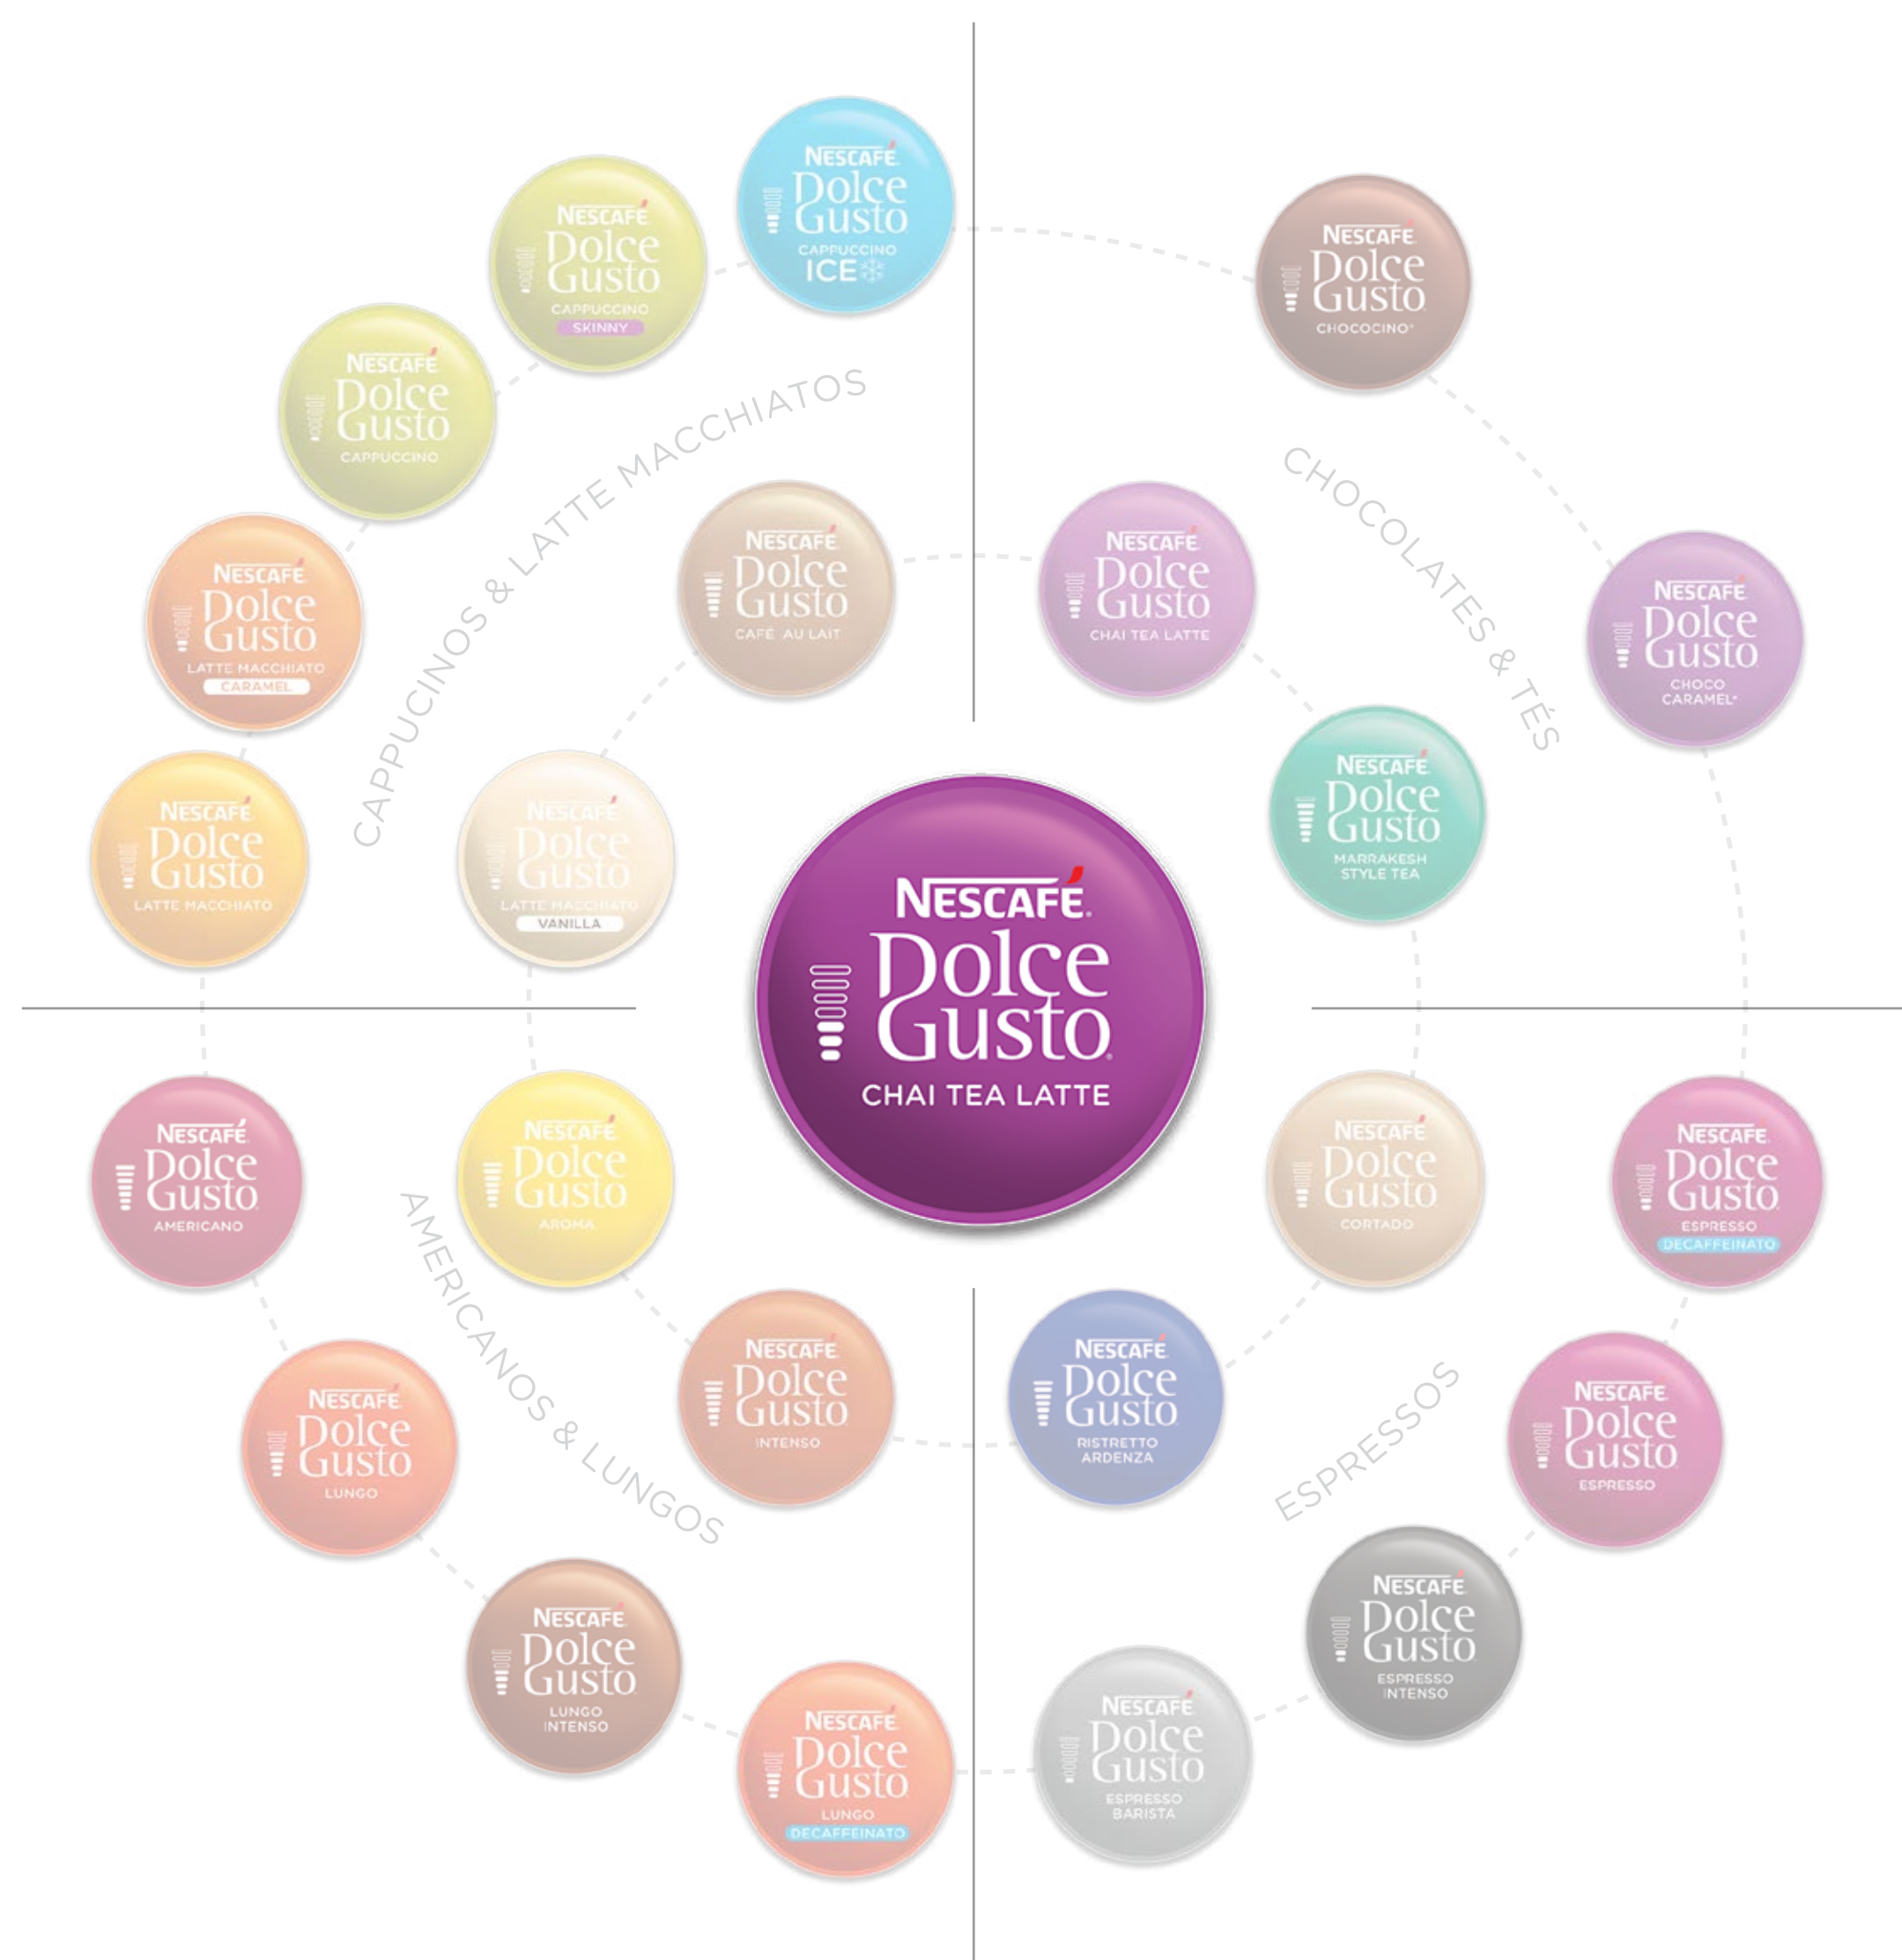 NESCAFÉ
Dolce
Gusto
CAPPUCCINO
ICE
NESCAFÉ
Dolce
Gusto
CAPPUCCINO
SKINNY
NESCAFÉ
Dolce
Gusto
CAPPUCCINO
NESCAFÉ
Dolce
Gusto
LATTE MACCHIATO
CARAMEL
NESCAFÉ
Dolce
Gusto
LATTE MACCHIATO
CAPPUCINOS & LATTE MACCHIATOS
NESCAFÉ
Dolce
Gusto
CAFÉ AU LAIT
NESCAFÉ
Dolce
Gusto
LATTE MACCHIATO
VANILLA
NESCAFÉ
Dolce
Gusto
CHOCOCINO*
CHOCOLATES & TÉS
NESCAFÉ
Dolce
Gusto
CHOCO
CARAMEL*
NESCAFÉ
Dolce
Gusto
CHAI TEA LATTE
NESCAFÉ
Dolce
Gusto
MARRAKESH
STYLE TEA
NESCAFÉ
Dolce
Gusto
CHAI TEA LATTE
NESCAFÉ
Dolce
Gusto
AMERICANO
NESCAFÉ
Dolce
Gusto
AROMA
AMERICANOS & LUNGOS
NESCAFÉ
Dolce
Gusto
INTENSO
NESCAFÉ
Dolce
Gusto
LUNGO
NESCAFÉ
Dolce
Gusto
LUNGO
INTENSO
NESCAFÉ
Dolce
Gusto
LUNGO
DECAFFEINATO
NESCAFÉ
Dolce
Gusto
CORTADO
NESCAFÉ
Dolce
Gusto
ESPRESSO
DECAFFEINATO
NESCAFÉ
Dolce
Gusto
RISTRETTO
ARDENZA
ESPRESSOS
NESCAFÉ
Dolce
Gusto
ESPRESSO
NESCAFÉ
Dolce
Gusto
ESPRESSO
INTENSO
NESCAFÉ
Dolce
Gusto
ESPRESSO
BARISTA